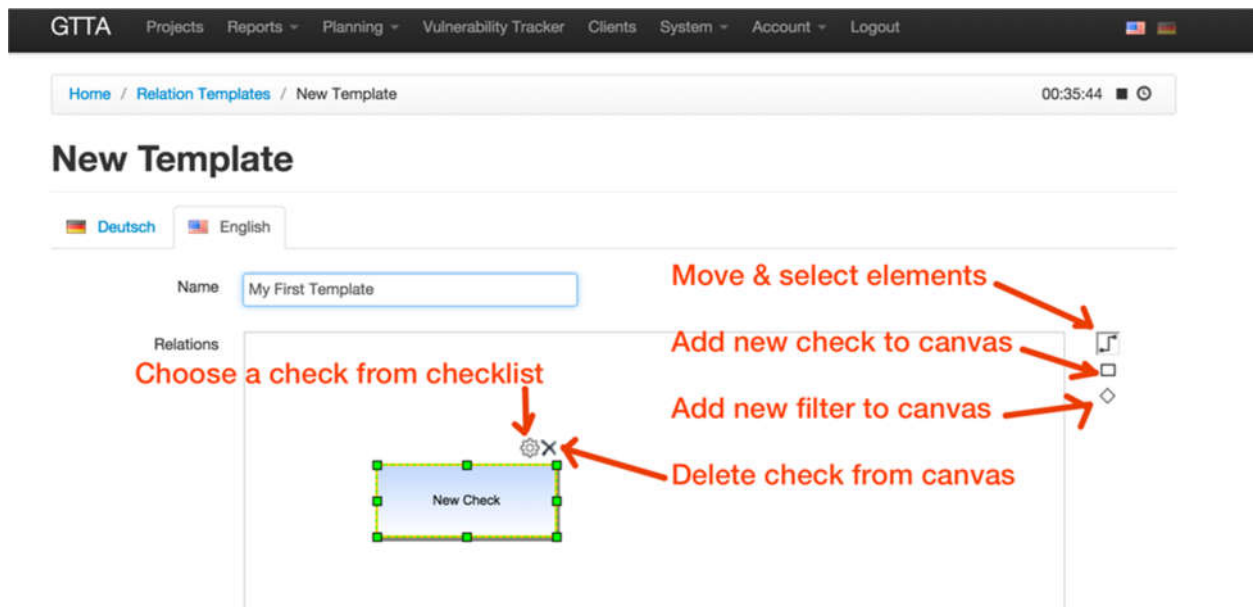 GTTA Projects Reports Planning Vulnerability Tracker Clients System Account Logout
Home / Relation Templates / New Template 00:35:44
New Template
Deutsch English
Name My First Template
Move & select elements
Relations
Add new check to canvas
Choose a check from checklist
Add new filter to canvas
Delete check from canvas
New Check